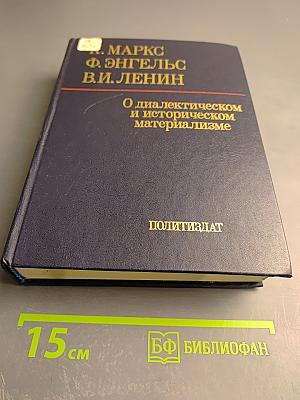 К. МАРКС
Ф. ЭНГЕЛЬС
В.И. ЛЕНИН
О диалектическом
и историческом
материализме
ПОЛИТИЗДАТ
15 см
БФ БИБЛИОФАН